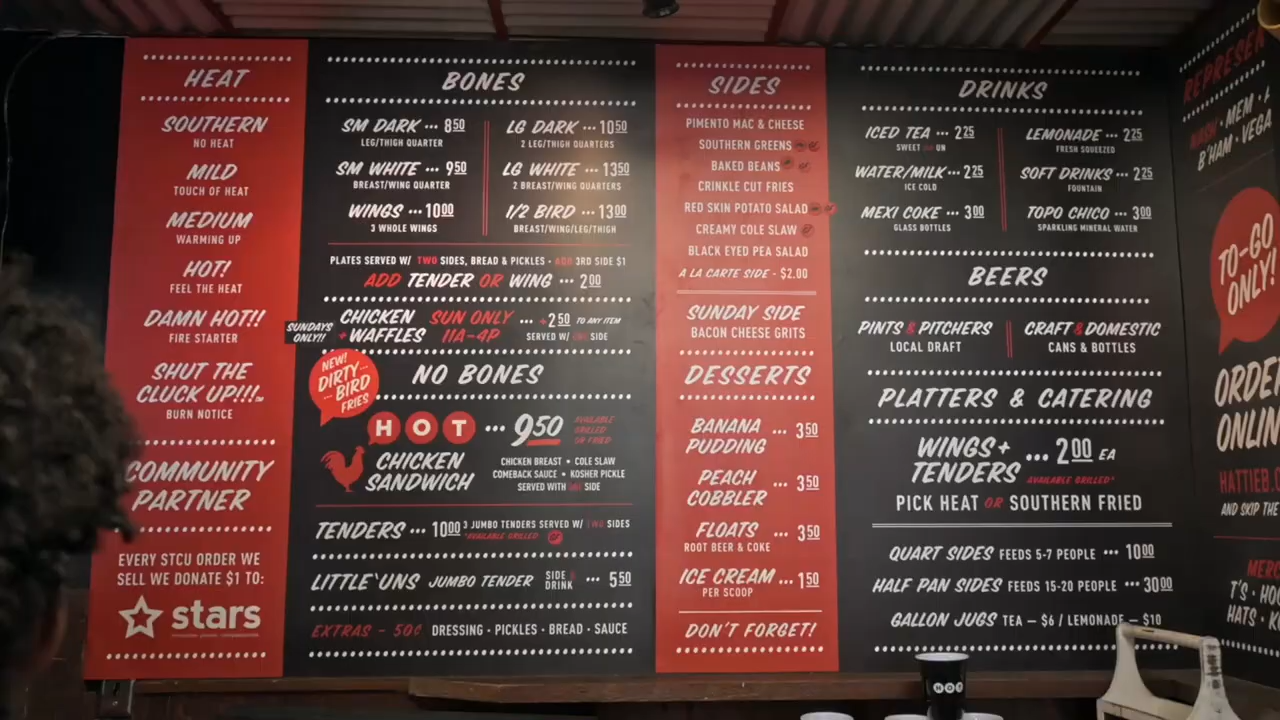 HEAT
SOUTHERN
NO HEAT
MILD
TOUCH OF HEAT
MEDIUM
WARMING UP
HOT!
FEEL THE HEAT
DAMN HOT!!
FIRE STARTER
SHUT THE
CLUCK UP!!!™
BURN NOTICE
COMMUNITY
PARTNER
EVERY STCU ORDER WE
SELL WE DONATE $1 TO:
stars
BONES
SM DARK ••• 8 50
LEG/THIGH QUARTER
SM WHITE ••• 9 50
BREAST/WING QUARTER
WINGS ••• 10 00
3 WHOLE WINGS
LG DARK ••• 10 50
2 LEG/THIGH QUARTERS
LG WHITE ••• 13 50
2 BREAST/WING QUARTERS
1/2 BIRD ••• 13 00
BREAST/WING/LEG/THIGH
PLATES SERVED W/ TWO SIDES, BREAD & PICKLES • ADD 3RD SIDE $1
ADD TENDER OR WING ••• 2 00
SUNDAYS
ONLY!!
CHICKEN
+WAFFLES
SUN ONLY
11A-4P
••• +2 50 TO ANY ITEM
SERVED W/ SIDE
NEW!
DIRTY...
...BIRD
FRIES
NO BONES
HOT ••• 9 50
AVAILABLE
GRILLED
OR FRIED
CHICKEN
SANDWICH
CHICKEN BREAST • COLE SLAW
COMEBACK SAUCE • KOSHER PICKLE
SERVED WITH SIDE
TENDERS ••• 10 00 3 JUMBO TENDERS SERVED W/ TWO SIDES
*AVAILABLE GRILLED
LITTLE 'UNS JUMBO TENDER SIDE
DRINK ••• 5 50
EXTRAS - 50¢ DRESSING • PICKLES • BREAD • SAUCE
SIDES
PIMENTO MAC & CHEESE
SOUTHERN GREENS
BAKED BEANS
CRINKLE CUT FRIES
RED SKIN POTATO SALAD
CREAMY COLE SLAW
BLACK EYED PEA SALAD
A LA CARTE SIDE - $2.00
SUNDAY SIDE
BACON CHEESE GRITS
DESSERTS
BANANA
PUDDING ••• 3 50
PEACH
COBBLER ••• 3 50
FLOATS ••• 3 50
ROOT BEER & COKE
ICE CREAM ••• 1 50
PER SCOOP
DON'T FORGET!
DRINKS
ICED TEA ••• 2 25
SWEET UN
WATER/MILK •• 2 25
ICE COLD
MEXI COKE ••• 3 00
GLASS BOTTLES
LEMONADE •• 2 25
FRESH SQUEEZED
SOFT DRINKS •• 2 25
FOUNTAIN
TOPO CHICO •• 3 00
SPARKLING MINERAL WATER
BEERS
PINTS & PITCHERS
LOCAL DRAFT
CRAFT & DOMESTIC
CANS & BOTTLES
PLATTERS & CATERING
WINGS+
TENDERS ••• 2 00 EA
AVAILABLE GRILLED*
PICK HEAT OR SOUTHERN FRIED
QUART SIDES FEEDS 5-7 PEOPLE ••• 10 00
HALF PAN SIDES FEEDS 15-20 PEOPLE ••• 30 00
GALLON JUGS TEA — $6 / LEMONADE — $10
HOT
NASH • MEM •
B'HAM • VEGA
TO-GO
ONLY!
ONLIN
HATTIEB.C
AND SKIP THE